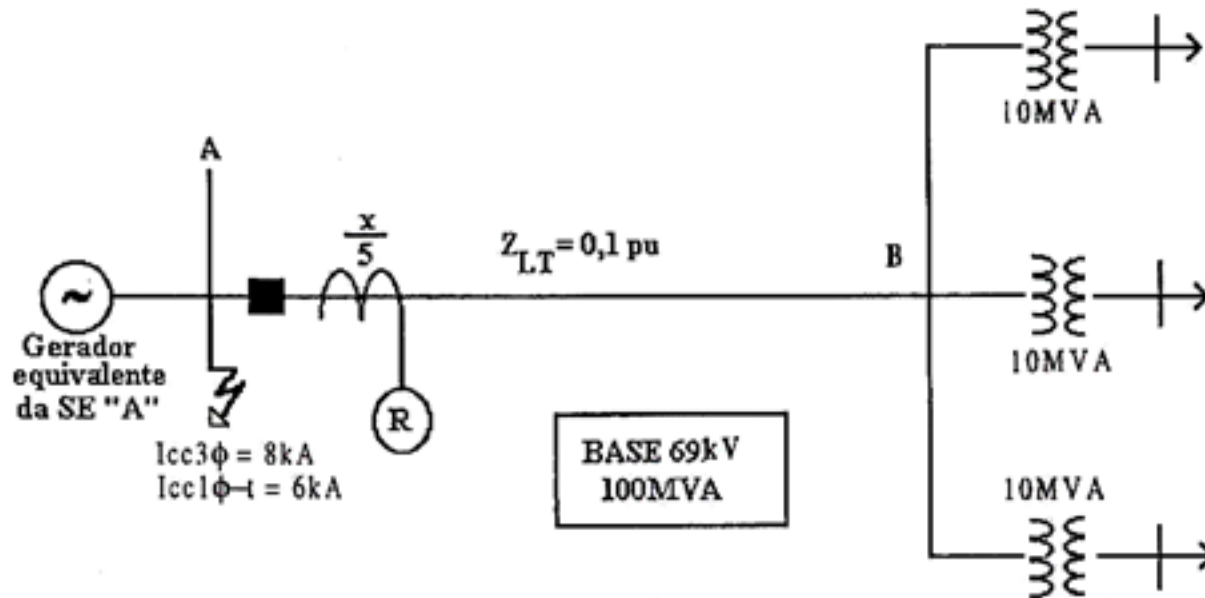 A
~
Gerador
equivalente
da SE "A"
Icc3ϕ = 8kA
Icc1ϕ-t = 6kA
x
5
R
Z_LT = 0,1 pu
BASE 69kV
100MVA
B
10MVA
10MVA
10MVA